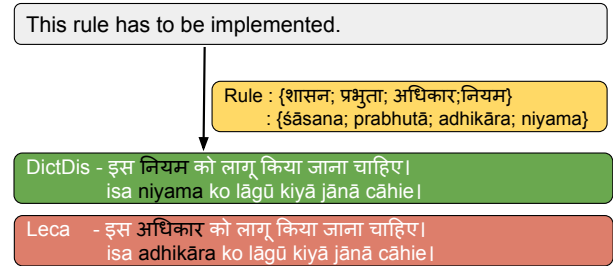 This rule has to be implemented.
Rule : {शासन; प्रभुता; अधिकार;नियम}
: {śāsana; prabhutā; adhikāra; niyama}
DictDis - इस नियम को लागू किया जाना चाहिए।
isa niyama ko lāgū kiyā jānā cāhie।
Leca - इस अधिकार को लागू किया जाना चाहिए।
isa adhikāra ko lāgū kiyā jānā cāhie।